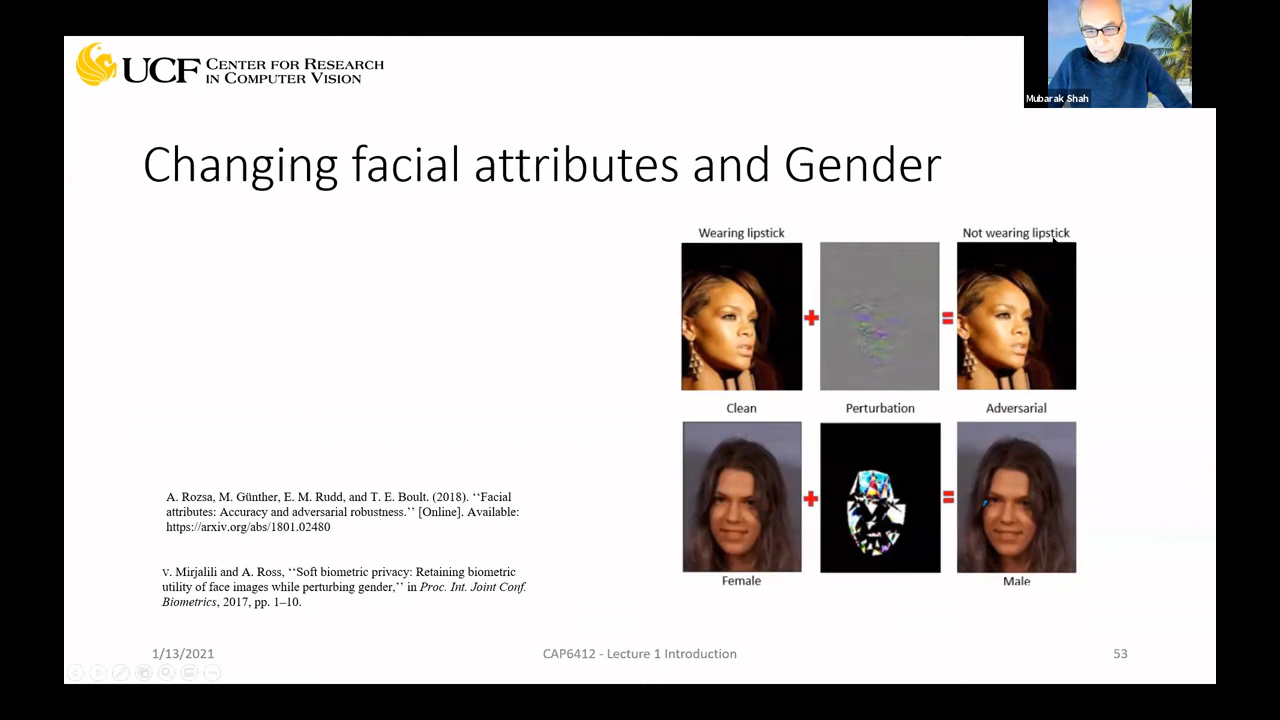 UCF CENTER FOR RESEARCH
IN COMPUTER VISION
Mubarak Shah
Changing facial attributes and Gender
Wearing lipstick
Not wearing lipstick
Clean
Perturbation
Adversarial
Female
Male
A. Rozsa, M. Günther, E. M. Rudd, and T. E. Boult. (2018). ‘‘Facial
attributes: Accuracy and adversarial robustness.’’ [Online]. Available:
https://arxiv.org/abs/1801.02480
V. Mirjalili and A. Ross, ‘‘Soft biometric privacy: Retaining biometric
utility of face images while perturbing gender,’’ in Proc. Int. Joint Conf.
Biometrics, 2017, pp. 1–10.
1/13/2021
CAP6412 - Lecture 1 Introduction
53